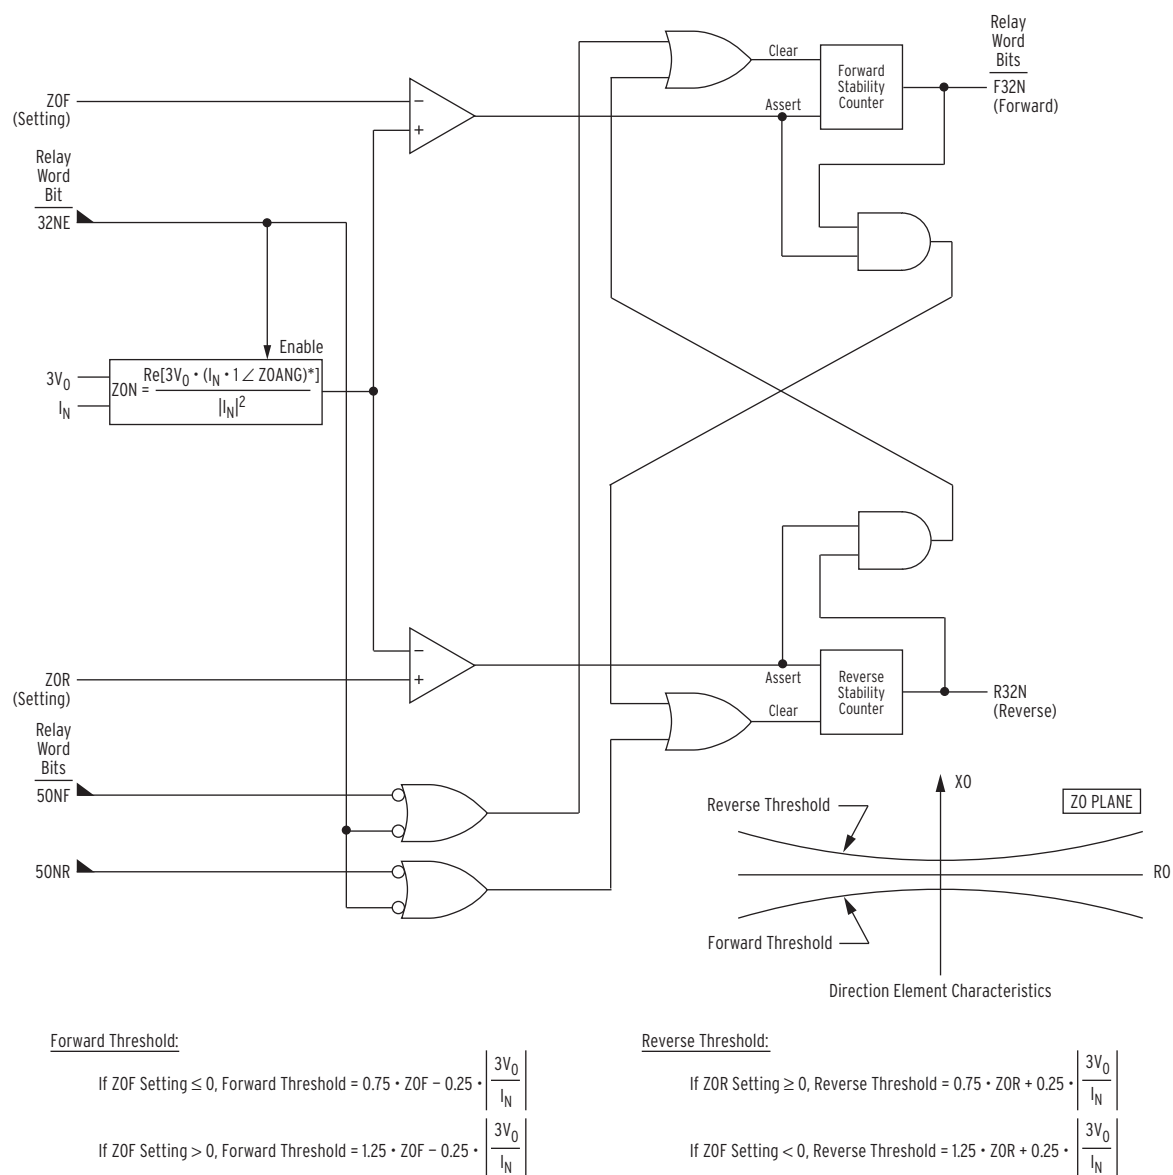 Relay
Word
Bits
F32N
(Forward)
Clear
Forward
Stability
Counter
Assert
Z0F
(Setting)
−
+
Relay
Word
Bit
32NE
Enable
3V0
IN
Z0N = Re[3V0 • (IN • 1 ∠ Z0ANG)*]
|IN|2
−
+
Z0R
(Setting)
Assert
Clear
Reverse
Stability
Counter
R32N
(Reverse)
Relay
Word
Bits
50NF
50NR
X0
Z0 PLANE
Reverse Threshold
R0
Forward Threshold
Direction Element Characteristics
Forward Threshold:
If Z0F Setting ≤ 0, Forward Threshold = 0.75 • Z0F − 0.25 • |3V0 / IN|
If Z0F Setting > 0, Forward Threshold = 1.25 • Z0F − 0.25 • |3V0 / IN|
Reverse Threshold:
If Z0R Setting ≥ 0, Reverse Threshold = 0.75 • Z0R + 0.25 • |3V0 / IN|
If Z0F Setting < 0, Reverse Threshold = 1.25 • Z0R + 0.25 • |3V0 / IN|